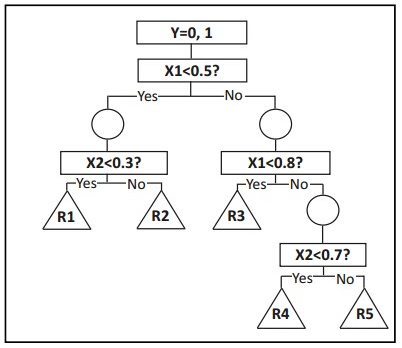 Y=0, 1
X1<0.5?
Yes No
X2<0.3? X1<0.8?
Yes No Yes No
R1 R2 R3
X2<0.7?
Yes No
R4 R5